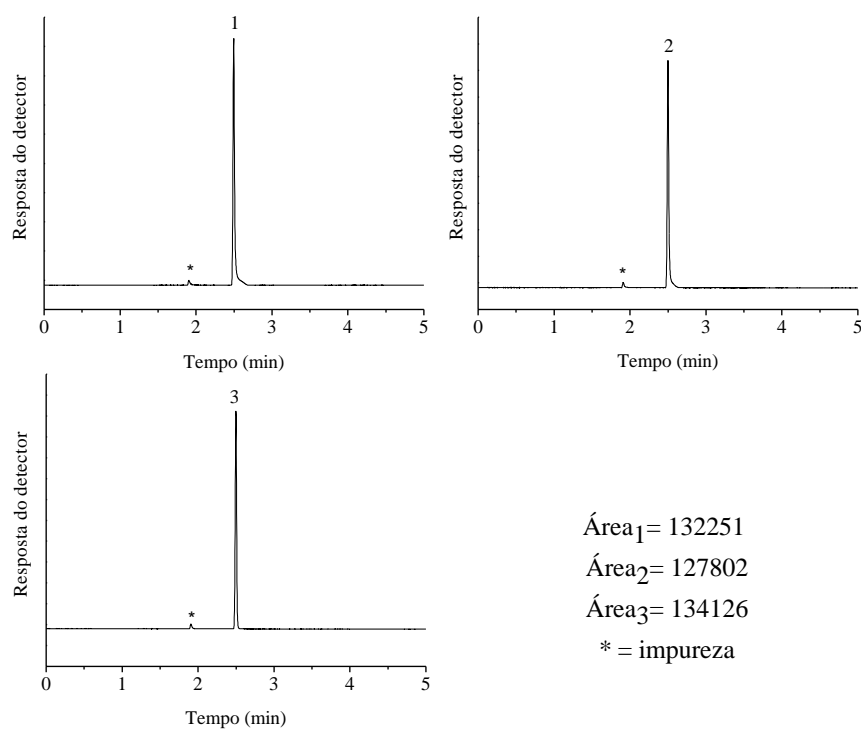 1
*
Resposta do detector
0 1 2 3 4 5
Tempo (min)
2
*
Resposta do detector
0 1 2 3 4 5
Tempo (min)
3
*
Resposta do detector
0 1 2 3 4 5
Tempo (min)
Área1= 132251
Área2= 127802
Área3= 134126
* = impureza